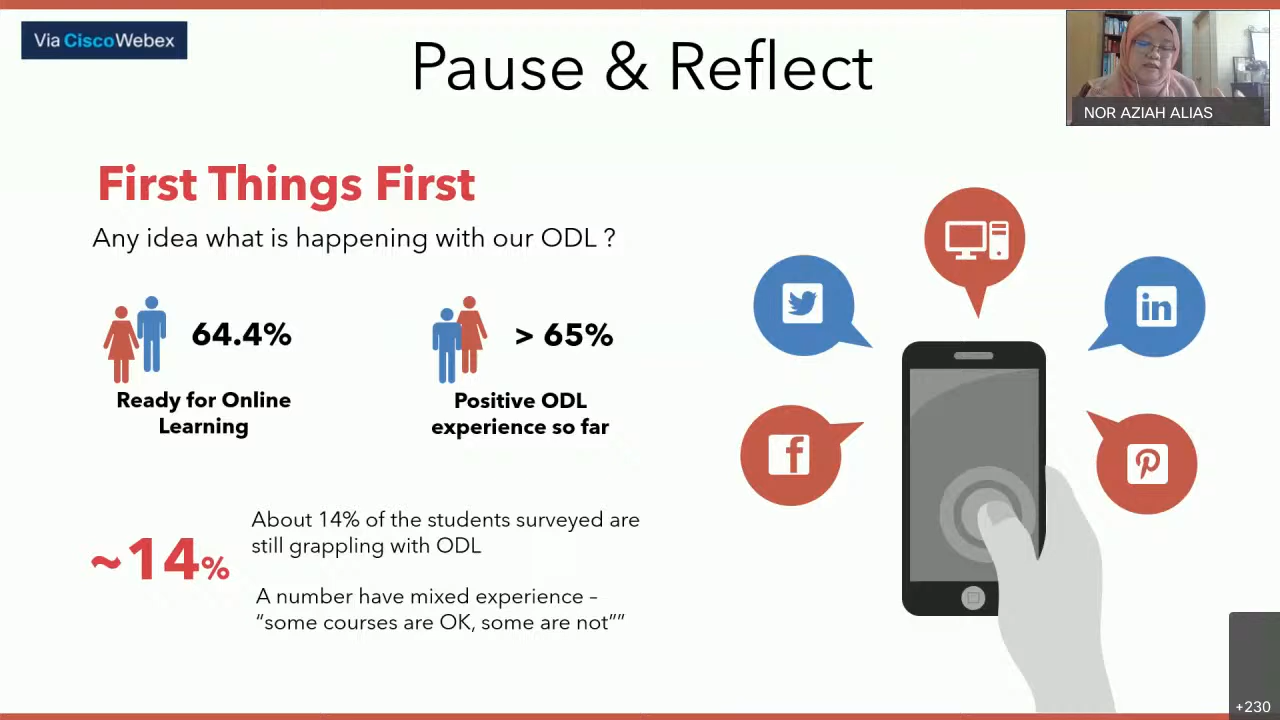 Via CiscoWebex
Pause & Reflect
NOR AZIAH ALIAS
First Things First
Any idea what is happening with our ODL ?
64.4%
Ready for Online
Learning
> 65%
Positive ODL
experience so far
~14%
About 14% of the students surveyed are
still grappling with ODL
A number have mixed experience –
“some courses are OK, some are not””
in
f
+230